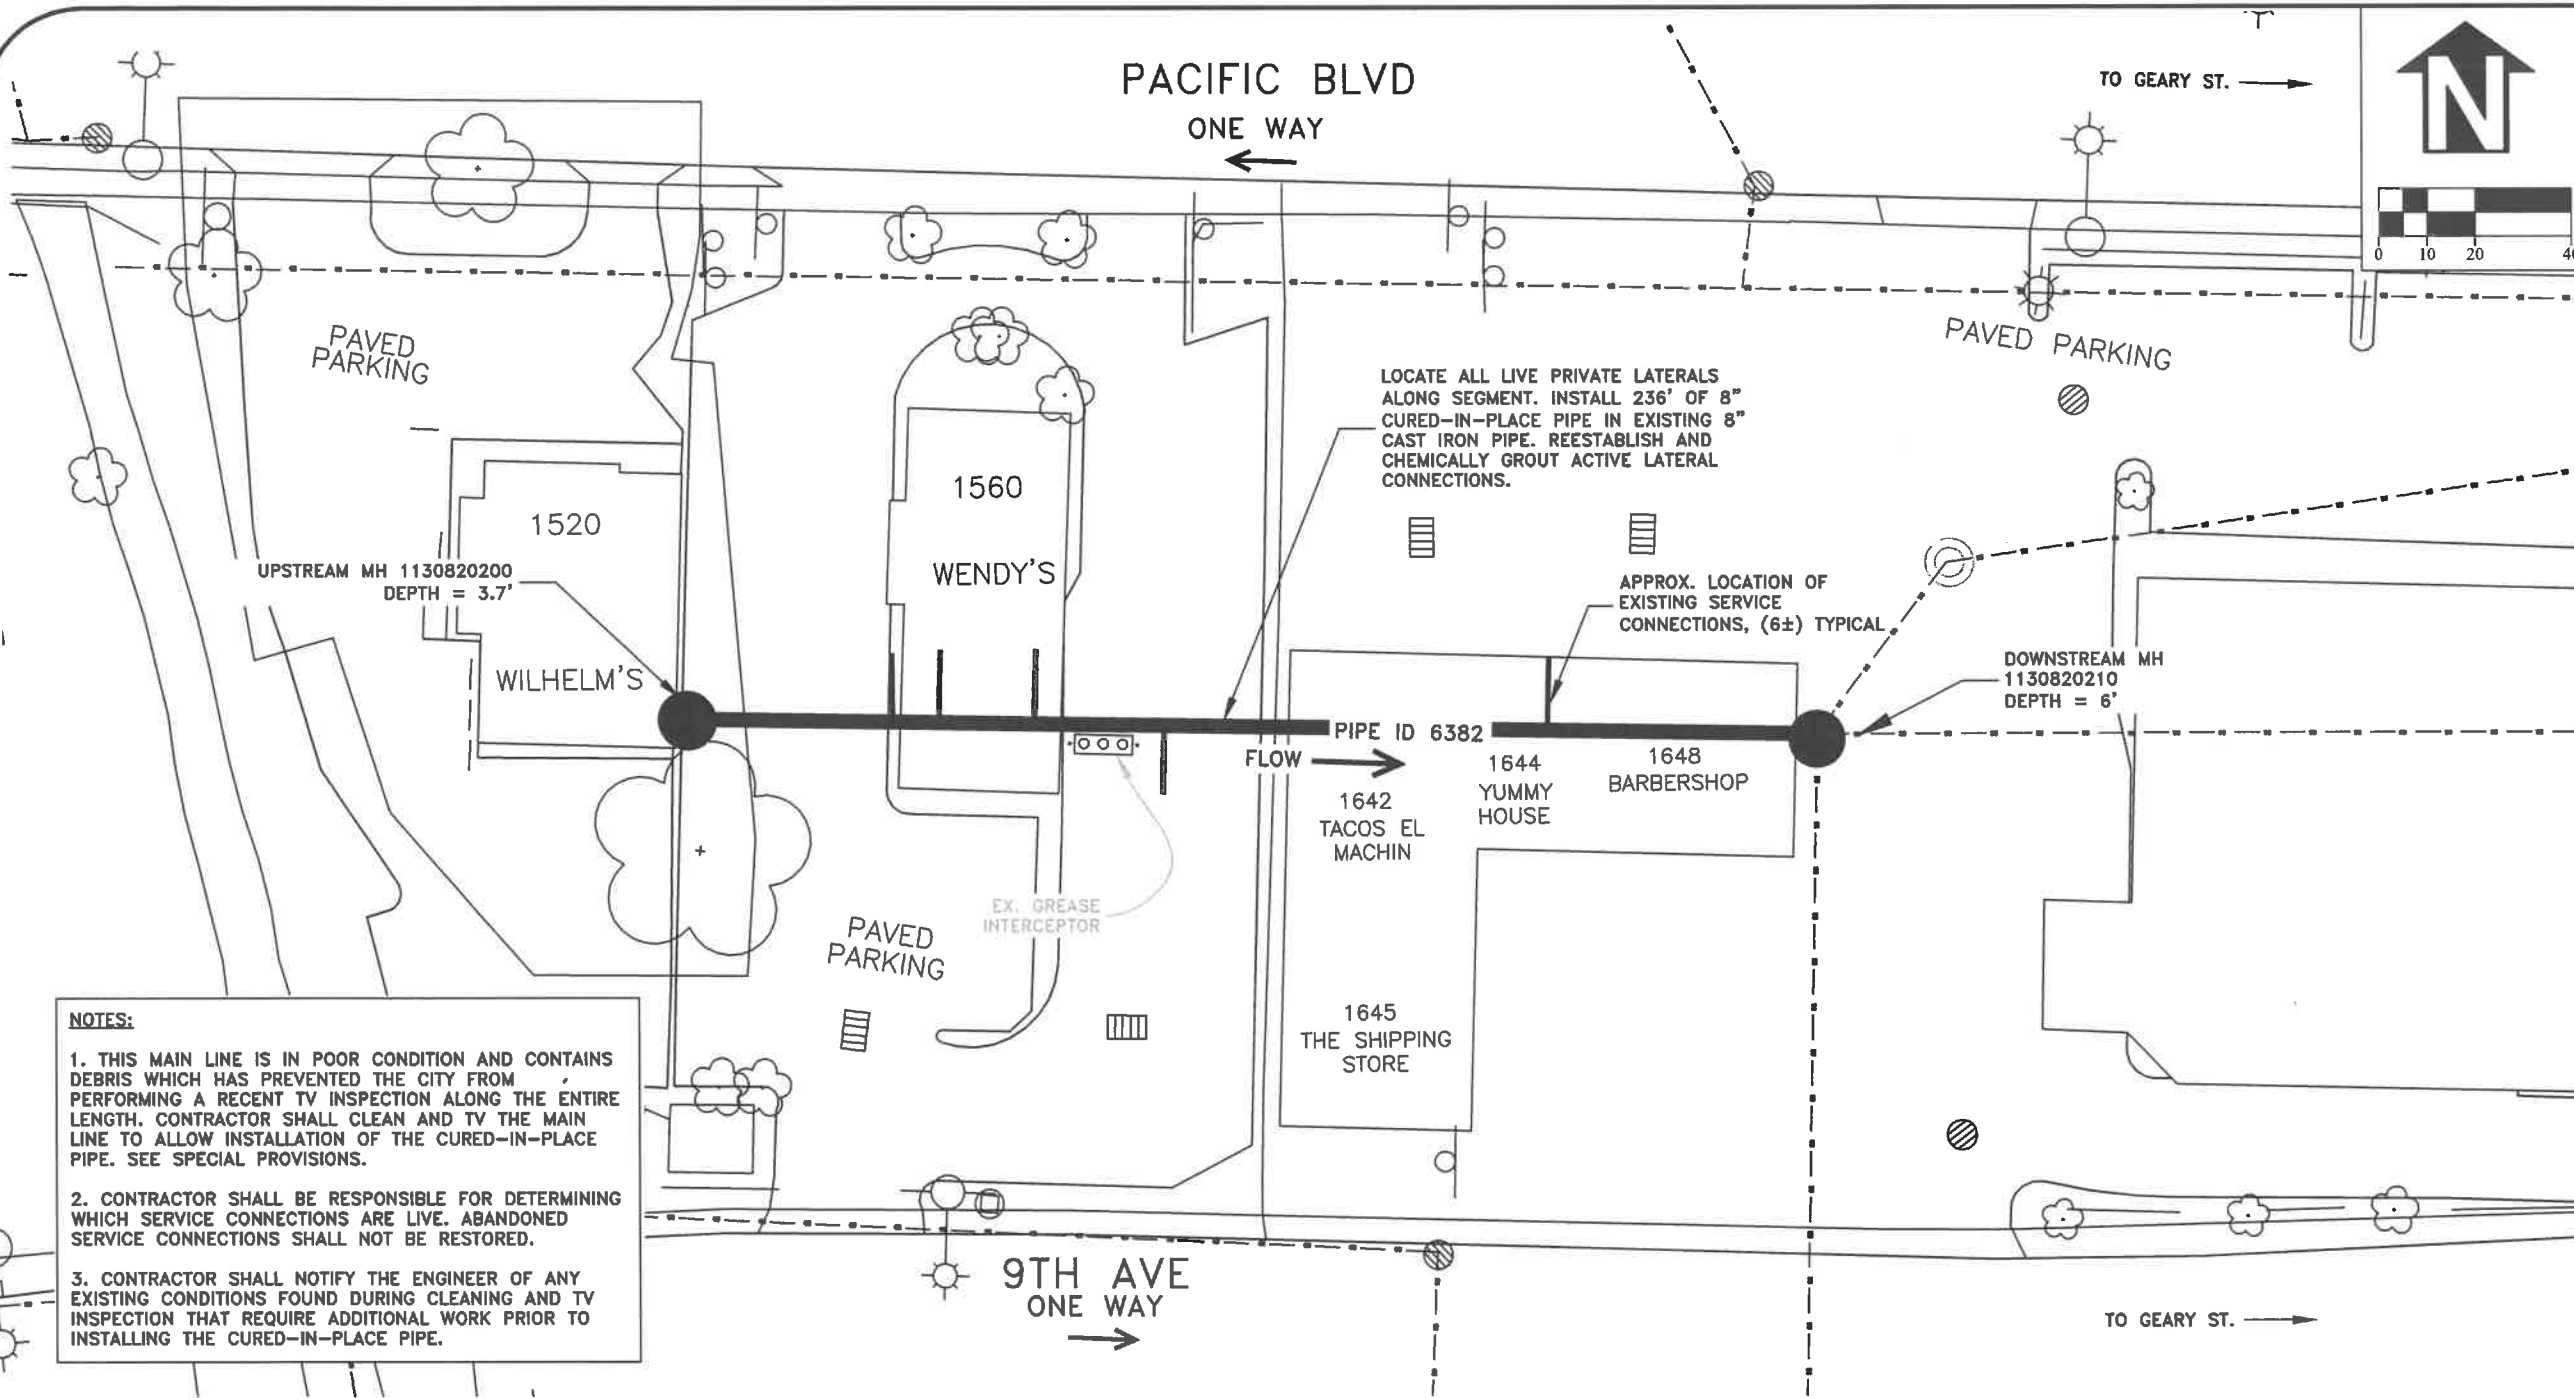 PACIFIC BLVD
ONE WAY
TO GEARY ST.
N
0 10 20
PAVED
PARKING
PAVED PARKING
LOCATE ALL LIVE PRIVATE LATERALS
ALONG SEGMENT. INSTALL 236' OF 8"
CURED-IN-PLACE PIPE IN EXISTING 8"
CAST IRON PIPE. REESTABLISH AND
CHEMICALLY GROUT ACTIVE LATERAL
CONNECTIONS.
1520
1560
WENDY'S
UPSTREAM MH 1130820200
DEPTH = 3.7'
WILHELM'S
APPROX. LOCATION OF
EXISTING SERVICE
CONNECTIONS, (6±) TYPICAL
DOWNSTREAM MH
1130820210
DEPTH = 6'
PIPE ID 6382
FLOW
1642
TACOS EL
MACHIN
1644
YUMMY
HOUSE
1648
BARBERSHOP
EX. GREASE
INTERCEPTOR
PAVED
PARKING
1645
THE SHIPPING
STORE
NOTES:
1. THIS MAIN LINE IS IN POOR CONDITION AND CONTAINS
DEBRIS WHICH HAS PREVENTED THE CITY FROM
PERFORMING A RECENT TV INSPECTION ALONG THE ENTIRE
LENGTH. CONTRACTOR SHALL CLEAN AND TV THE MAIN
LINE TO ALLOW INSTALLATION OF THE CURED-IN-PLACE
PIPE. SEE SPECIAL PROVISIONS.
2. CONTRACTOR SHALL BE RESPONSIBLE FOR DETERMINING
WHICH SERVICE CONNECTIONS ARE LIVE. ABANDONED
SERVICE CONNECTIONS SHALL NOT BE RESTORED.
3. CONTRACTOR SHALL NOTIFY THE ENGINEER OF ANY
EXISTING CONDITIONS FOUND DURING CLEANING AND TV
INSPECTION THAT REQUIRE ADDITIONAL WORK PRIOR TO
INSTALLING THE CURED-IN-PLACE PIPE.
9TH AVE
ONE WAY
TO GEARY ST.